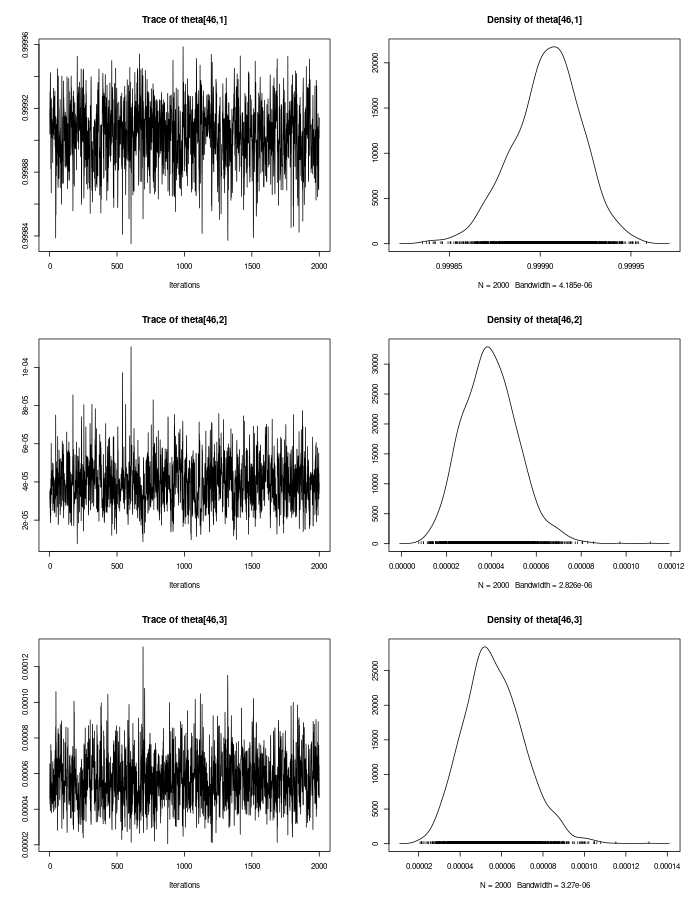 Trace of theta[46,1]
0.99984 0.99988 0.99992 0.99996
0 500 1000 1500 2000
Iterations
Density of theta[46,1]
0 5000 10000 15000 20000
0.99985 0.99990 0.99995
N = 2000 Bandwidth = 4.185e-06
Trace of theta[46,2]
2e-05 4e-05 6e-05 8e-05 1e-04
0 500 1000 1500 2000
Iterations
Density of theta[46,2]
0 5000 10000 15000 20000 25000 30000
0.00000 0.00002 0.00004 0.00006 0.00008 0.00010 0.00012
N = 2000 Bandwidth = 2.826e-06
Trace of theta[46,3]
0.00002 0.00004 0.00006 0.00008 0.00010 0.00012
0 500 1000 1500 2000
Iterations
Density of theta[46,3]
0 5000 10000 15000 20000 25000
0.00002 0.00004 0.00006 0.00008 0.00010 0.00012 0.00014
N = 2000 Bandwidth = 3.27e-06